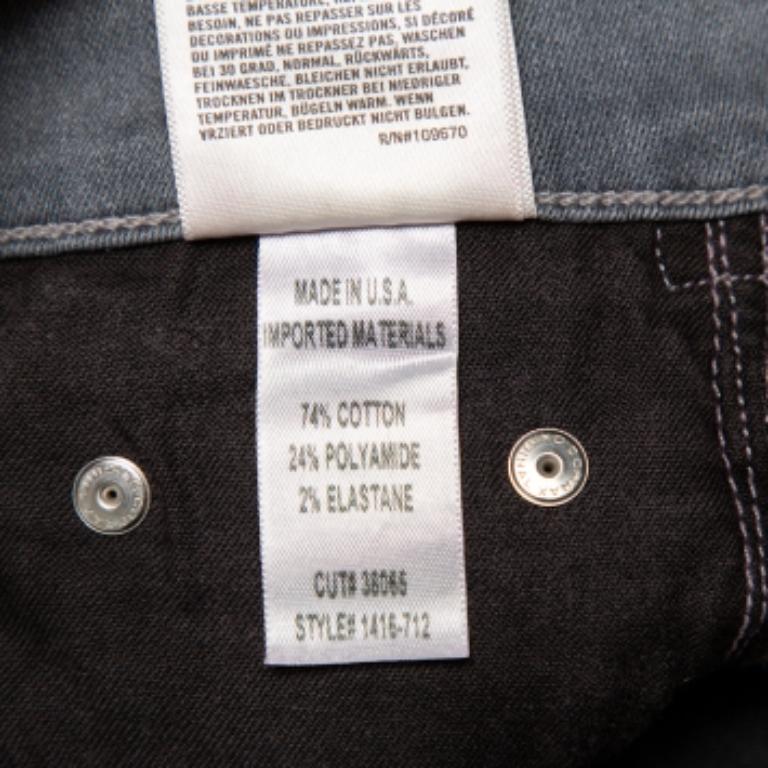 BASSE TEMPERATURE,
BESOIN, NE PAS REPASSER SUR LES
DECORATIONS OU IMPRESSIONS, SI DÉCORÉ
OU IMPRIMÉ NE REPASSEZ PAS, WASCHEN
BEI 30 GRAD, NORMAL, RÜCKWÄRTS,
FEINWAESCHE, BLEICHEN NICHT ERLAUBT,
TROCKNEN IM TROCKNER BEI NIEDRIGER
TEMPERATUR, BÜGELN WARM. WENN
VRZIERT ODER BEDRUCKT NICHT BULGEN.
R/N#109670
MADE IN U.S.A.
IMPORTED MATERIALS
74% COTTON
24% POLYAMIDE
2% ELASTANE
CUT# 38065
STYLE# 1416-712